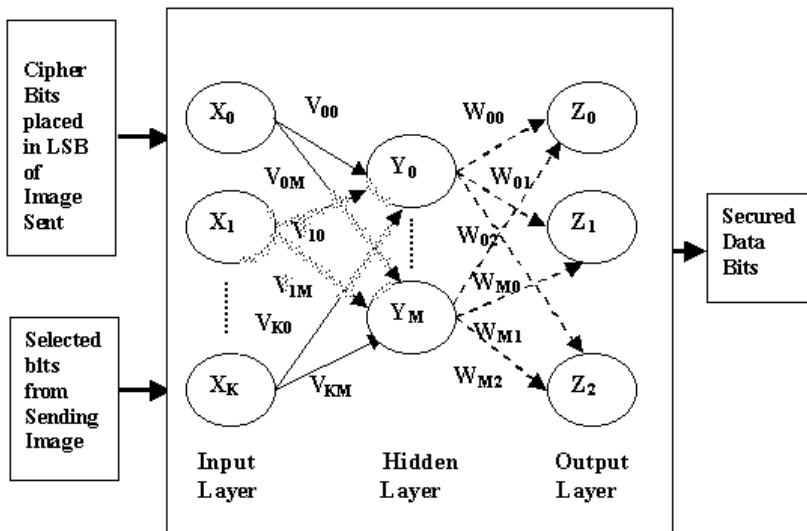 Cipher
Bits
placed
in LSB
of
Image
Sent
Selected
bits
from
Sending
Image
X0
X1
XK
V00
V0M
V10
V1M
VK0
VKM
Y0
YM
W00
W01
W02
WM0
WM1
WM2
Z0
Z1
Z2
Input
Layer
Hidden
Layer
Output
Layer
Secured
Data
Bits